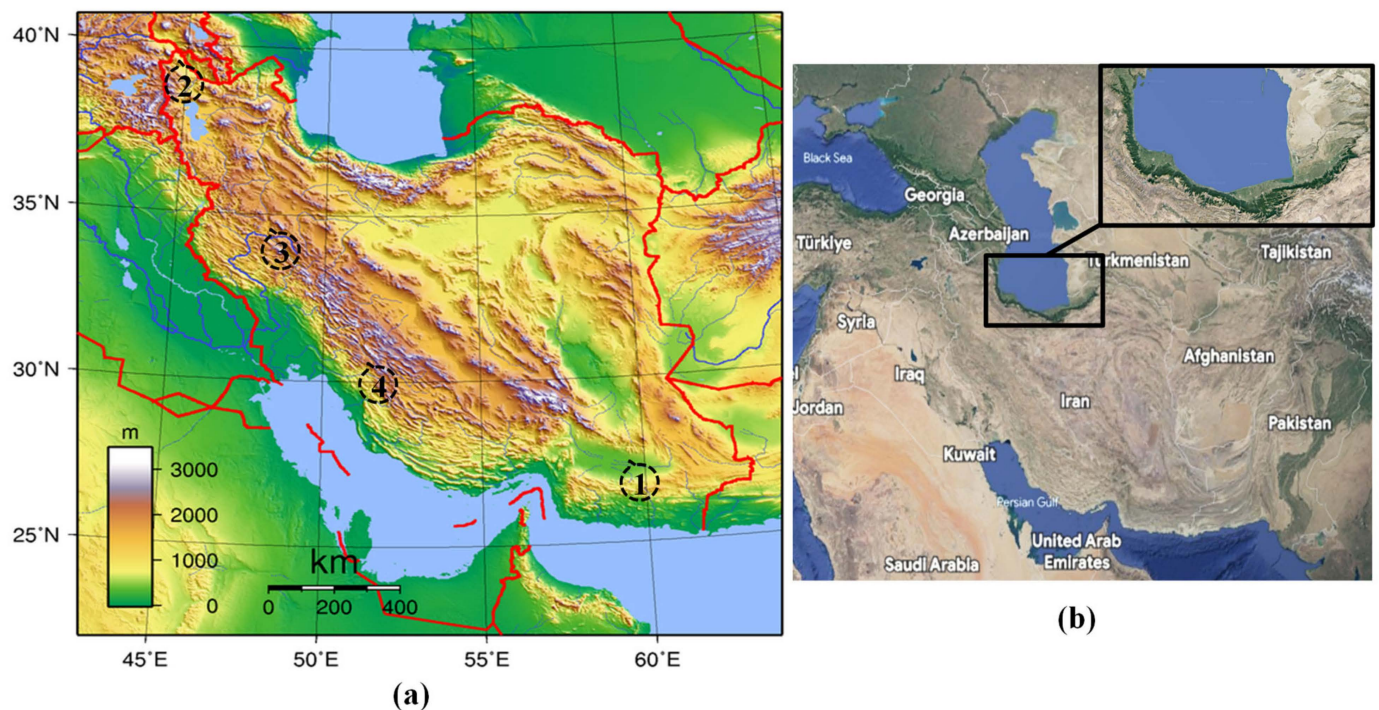 40°N
35°N
30°N
25°N
45°E
50°E
55°E
60°E
2
3
4
1
m
3000
2000
1000
0
km
0 200 400
(a)
Black Sea
Georgia
Azerbaijan
Türkiye
Turkmenistan
Tajikistan
Syria
Afghanistan
Iraq
Iran
Jordan
Pakistan
Kuwait
Persian Gulf
United Arab
Emirates
Saudi Arabia
(b)